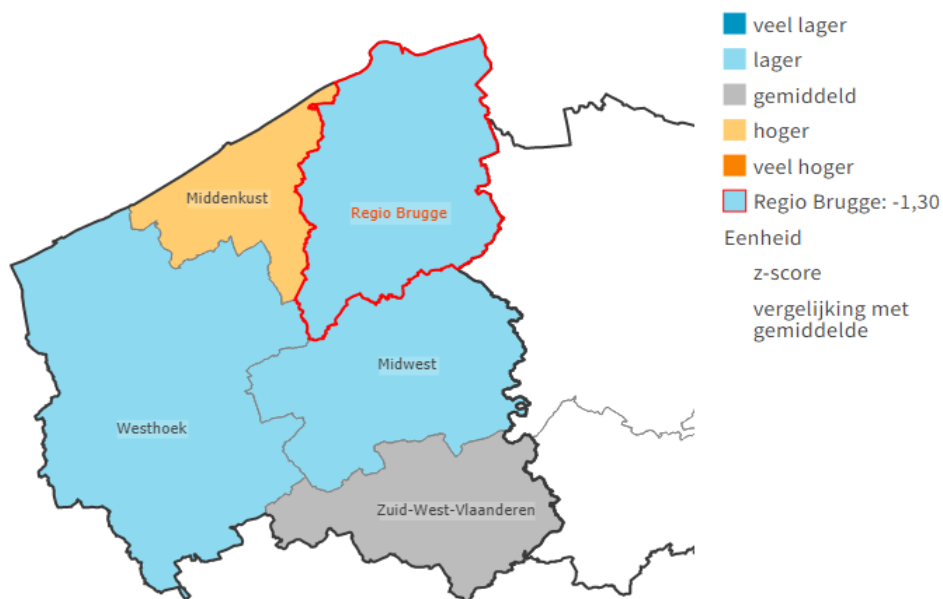 veel lager
lager
gemiddeld
hoger
veel hoger
Regio Brugge: -1,30
Eenheid
z-score
vergelijking met
gemiddelde
Middenkust
Regio Brugge
Midwest
Westhoek
Zuid-West-Vlaanderen